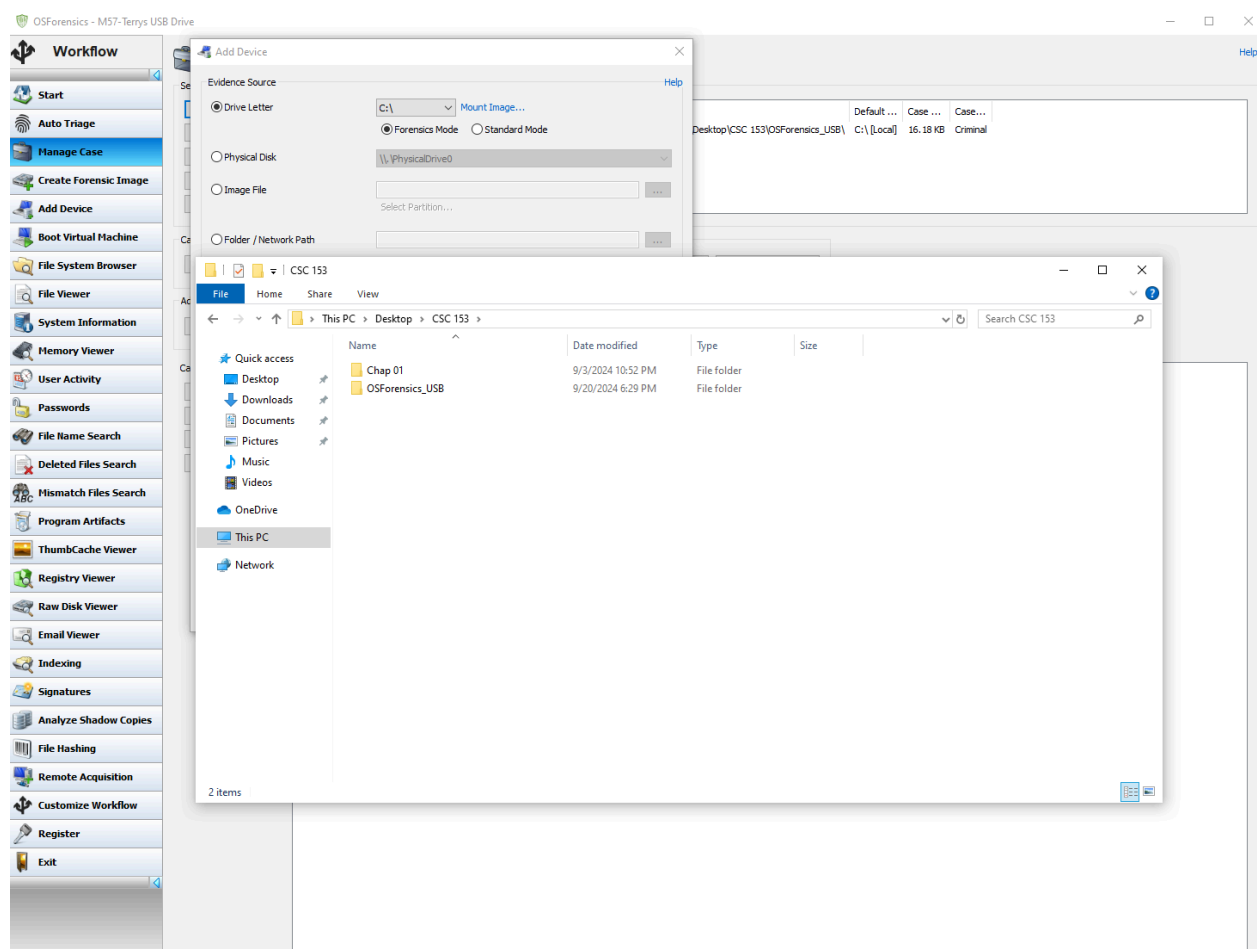 OSForensics - M57-Terrys USB Drive
Workflow
Start
Auto Triage
Manage Case
Create Forensic Image
Add Device
Boot Virtual Machine
File System Browser
File Viewer
System Information
Memory Viewer
User Activity
Passwords
File Name Search
Deleted Files Search
Mismatch Files Search
Program Artifacts
ThumbCache Viewer
Registry Viewer
Raw Disk Viewer
Email Viewer
Indexing
Signatures
Analyze Shadow Copies
File Hashing
Remote Acquisition
Customize Workflow
Register
Exit
Help
Se
Ca
Ad
Ca
Default ... Case ... Case...
Desktop\CSC 153\OSForensics_USB\ C:\ [Local] 16.18 KB Criminal
Add Device
Evidence Source Help
Drive Letter C:\ Mount Image...
Forensics Mode Standard Mode
Physical Disk \\.\PhysicalDrive0
Image File ...
Select Partition...
Folder / Network Path ...
CSC 153
File Home Share View
This PC > Desktop > CSC 153 > Search CSC 153
Quick access
Desktop
Downloads
Documents
Pictures
Music
Videos
OneDrive
This PC
Network
Name Date modified Type Size
Chap 01 9/3/2024 10:52 PM File folder
OSForensics_USB 9/20/2024 6:29 PM File folder
2 items